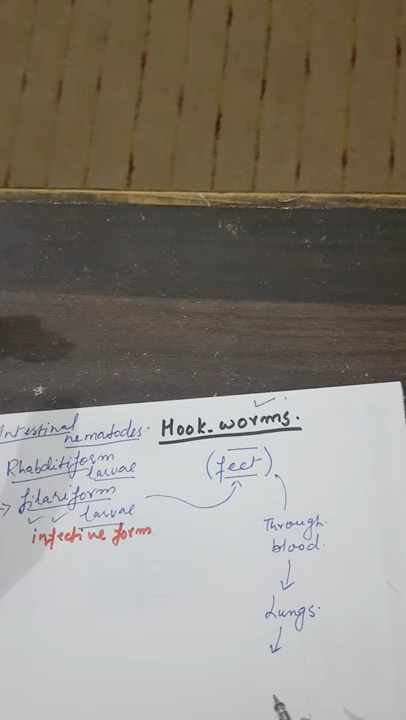 Intestinal nematodes.
Hook-worms.
Rhabditiform larvae
filariform larvae
infective form
(feet)
Through blood.
Lungs.